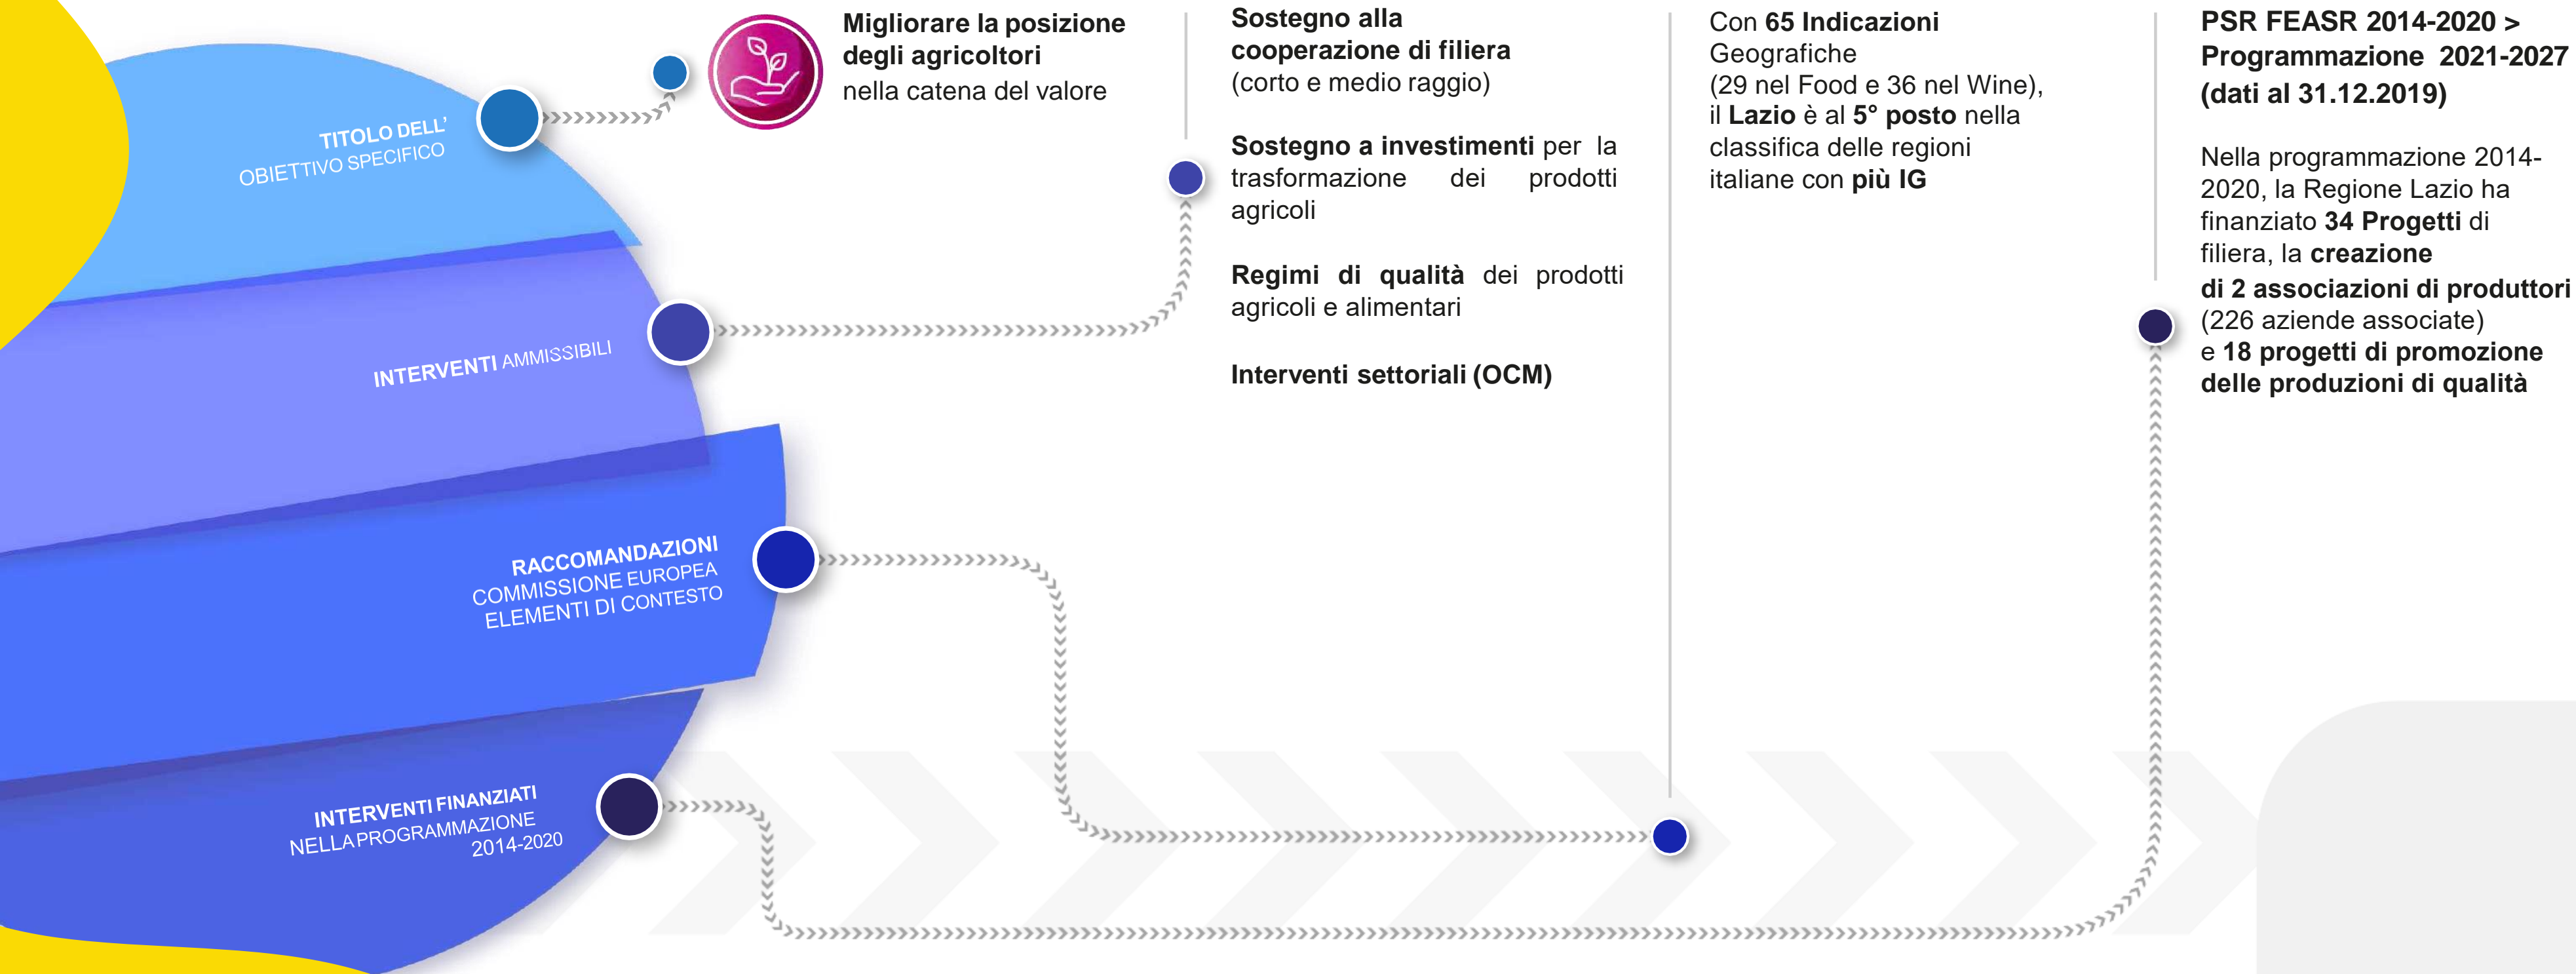 TITOLO DELL'
OBIETTIVO SPECIFICO
INTERVENTI AMMISSIBILI
RACCOMANDAZIONI
COMMISSIONE EUROPEA
ELEMENTI DI CONTESTO
INTERVENTI FINANZIATI
NELLA PROGRAMMAZIONE
2014-2020
Migliorare la posizione
degli agricoltori
nella catena del valore
Sostegno alla
cooperazione di filiera
(corto e medio raggio)
Sostegno a investimenti per la
trasformazione dei prodotti
agricoli
Regimi di qualità dei prodotti
agricoli e alimentari
Interventi settoriali (OCM)
Con 65 Indicazioni
Geografiche
(29 nel Food e 36 nel Wine),
il Lazio è al 5° posto nella
classifica delle regioni
italiane con più IG
PSR FEASR 2014-2020 >
Programmazione 2021-2027
(dati al 31.12.2019)
Nella programmazione 2014-
2020, la Regione Lazio ha
finanziato 34 Progetti di
filiera, la creazione
di 2 associazioni di produttori
(226 aziende associate)
e 18 progetti di promozione
delle produzioni di qualità